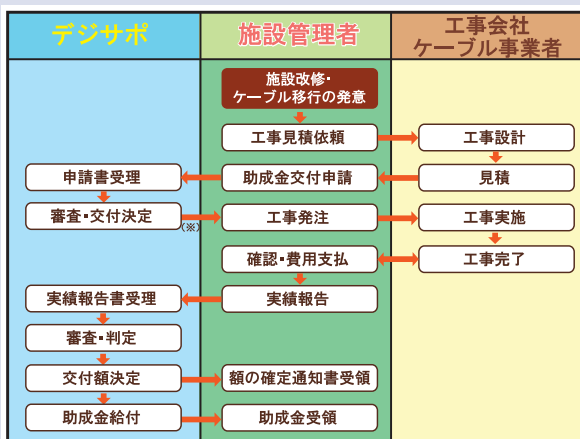 デジサポ
施設管理者
工事会社
ケーブル事業者
施設改修・
ケーブル移行の発意
工事見積依頼
工事設計
申請書受理
助成金交付申請
見積
審査・交付決定
(※)
工事発注
工事実施
確認・費用支払
工事完了
実績報告書受理
実績報告
審査・判定
交付額決定
額の確定通知書受領
助成金給付
助成金受領